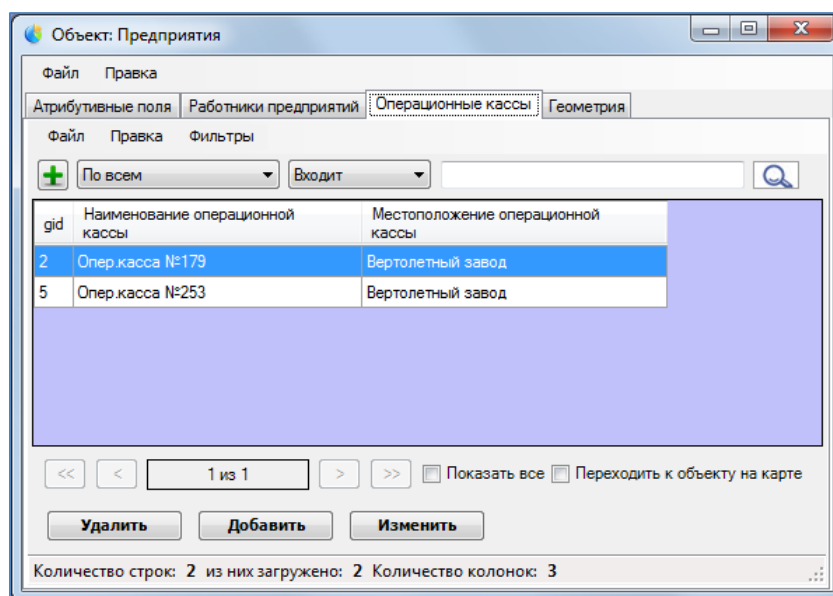 Объект: Предприятия
Файл Правка
Атрибутивные поля Работники предприятий Операционные кассы Геометрия
Файл Правка Фильтры
По всем Входит
gid Наименование операционной кассы Местоположение операционной кассы
2 Опер.касса №179 Вертолетный завод
5 Опер.касса №253 Вертолетный завод
<< < 1 из 1 > >> Показать все Переходить к объекту на карте
Удалить Добавить Изменить
Количество строк: 2 из них загружено: 2 Количество колонок: 3